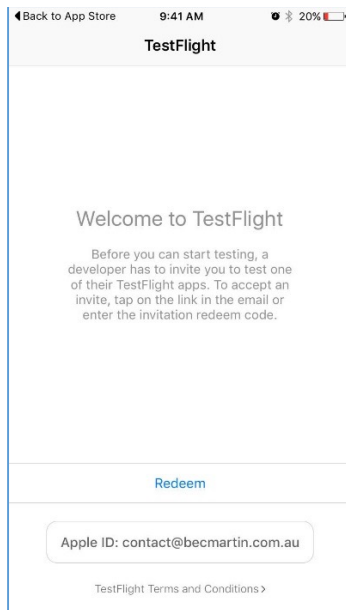 Back to App Store 9:41 AM 20%
TestFlight
Welcome to TestFlight
Before you can start testing, a
developer has to invite you to test one
of their TestFlight apps. To accept an
invite, tap on the link in the email or
enter the invitation redeem code.
Redeem
Apple ID: contact@becmartin.com.au
TestFlight Terms and Conditions >